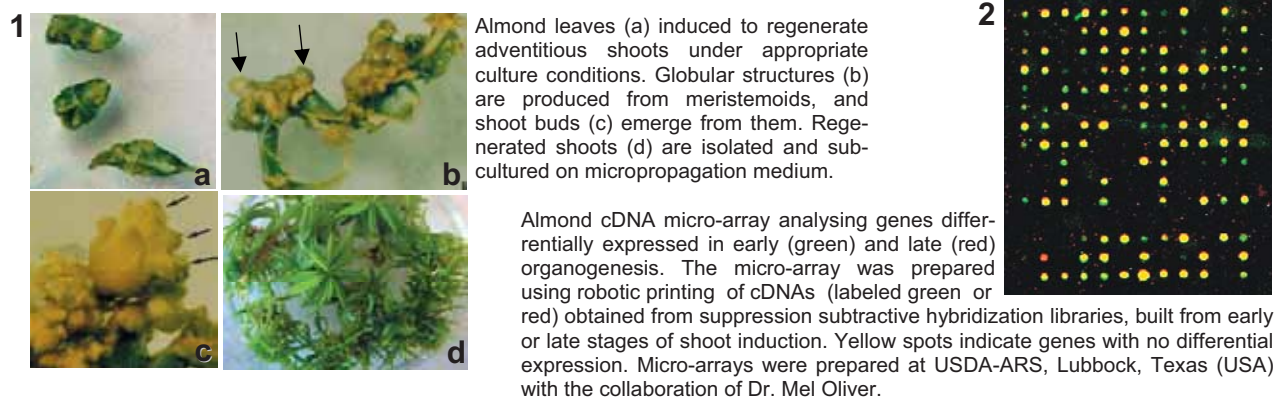 1
a
b
c
d
Almond leaves (a) induced to regenerate
adventitious shoots under appropriate
culture conditions. Globular structures (b)
are produced from meristemoids, and
shoot buds (c) emerge from them. Rege-
nerated shoots (d) are isolated and sub-
cultured on micropropagation medium.
2
Almond cDNA micro-array analysing genes differ-
rentially expressed in early (green) and late (red)
organogenesis. The micro-array was prepared
using robotic printing of cDNAs (labeled green or
red) obtained from suppression subtractive hybridization libraries, built from early
or late stages of shoot induction. Yellow spots indicate genes with no differential
expression. Micro-arrays were prepared at USDA-ARS, Lubbock, Texas (USA)
with the collaboration of Dr. Mel Oliver.